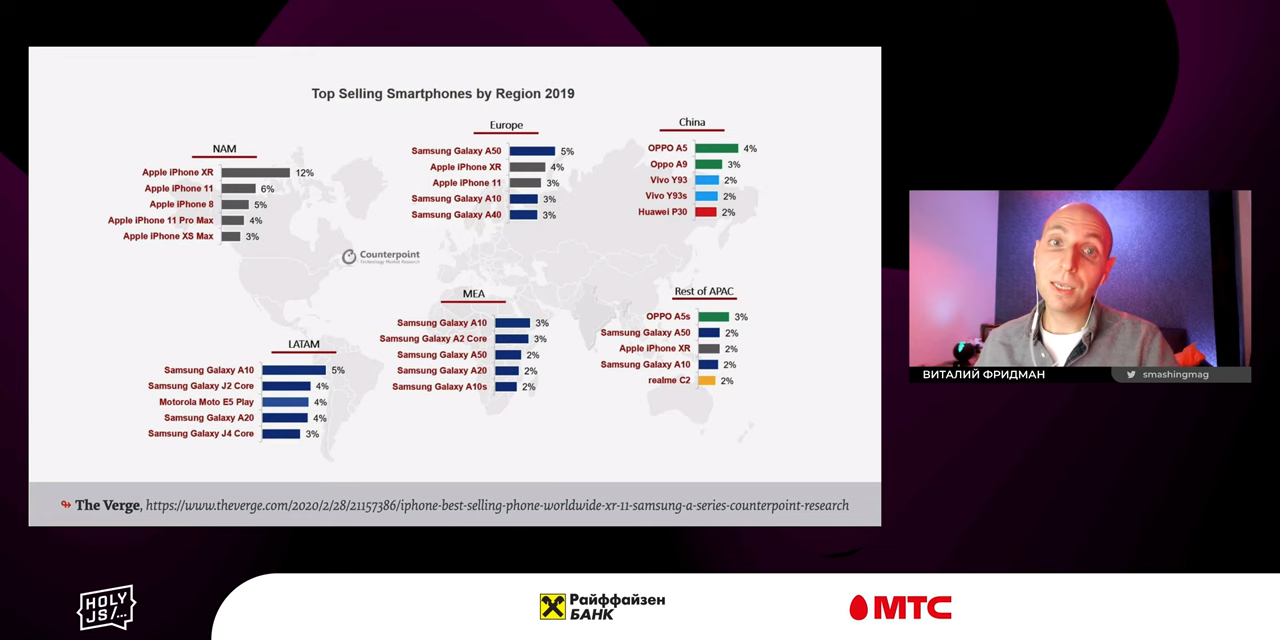 Top Selling Smartphones by Region 2019
NAM
Apple iPhone XR 12%
Apple iPhone 11 6%
Apple iPhone 8 5%
Apple iPhone 11 Pro Max 4%
Apple iPhone XS Max 3%
Europe
Samsung Galaxy A50 5%
Apple iPhone XR 4%
Apple iPhone 11 3%
Samsung Galaxy A10 3%
Samsung Galaxy A40 3%
China
OPPO A5 4%
Oppo A9 3%
Vivo Y93 2%
Vivo Y93s 2%
Huawei P30 2%
Counterpoint
Technology Market Research
LATAM
Samsung Galaxy A10 5%
Samsung Galaxy J2 Core 4%
Motorola Moto E5 Play 4%
Samsung Galaxy A20 4%
Samsung Galaxy J4 Core 3%
MEA
Samsung Galaxy A10 3%
Samsung Galaxy A2 Core 3%
Samsung Galaxy A50 2%
Samsung Galaxy A20 2%
Samsung Galaxy A10s 2%
Rest of APAC
OPPO A5s 3%
Samsung Galaxy A50 2%
Apple iPhone XR 2%
Samsung Galaxy A10 2%
realme C2 2%
The Verge, https://www.theverge.com/2020/2/28/21157386/iphone-best-selling-phone-worldwide-xr-11-samsung-a-series-counterpoint-research
ВИТАЛИЙ ФРИДМАН
smashingmag
HOLY
JS/...
Райффайзен
БАНК
МТС